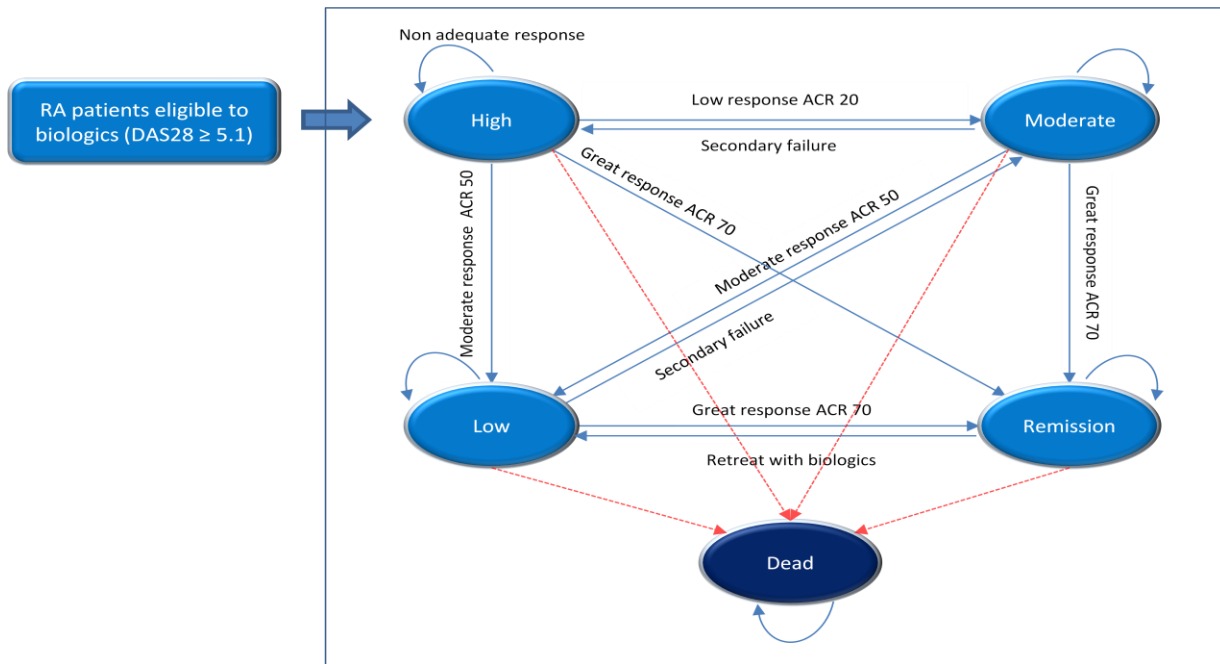 Non adequate response
RA patients eligible to
biologics (DAS28 ≥ 5.1)
High
Low response ACR 20
Secondary failure
Moderate
Great response ACR 70
Moderate response  ACR 50
Moderate response ACR 50
Secondary failure
Great response ACR 70
Low
Great response ACR 70
Retreat with biologics
Remission
Dead